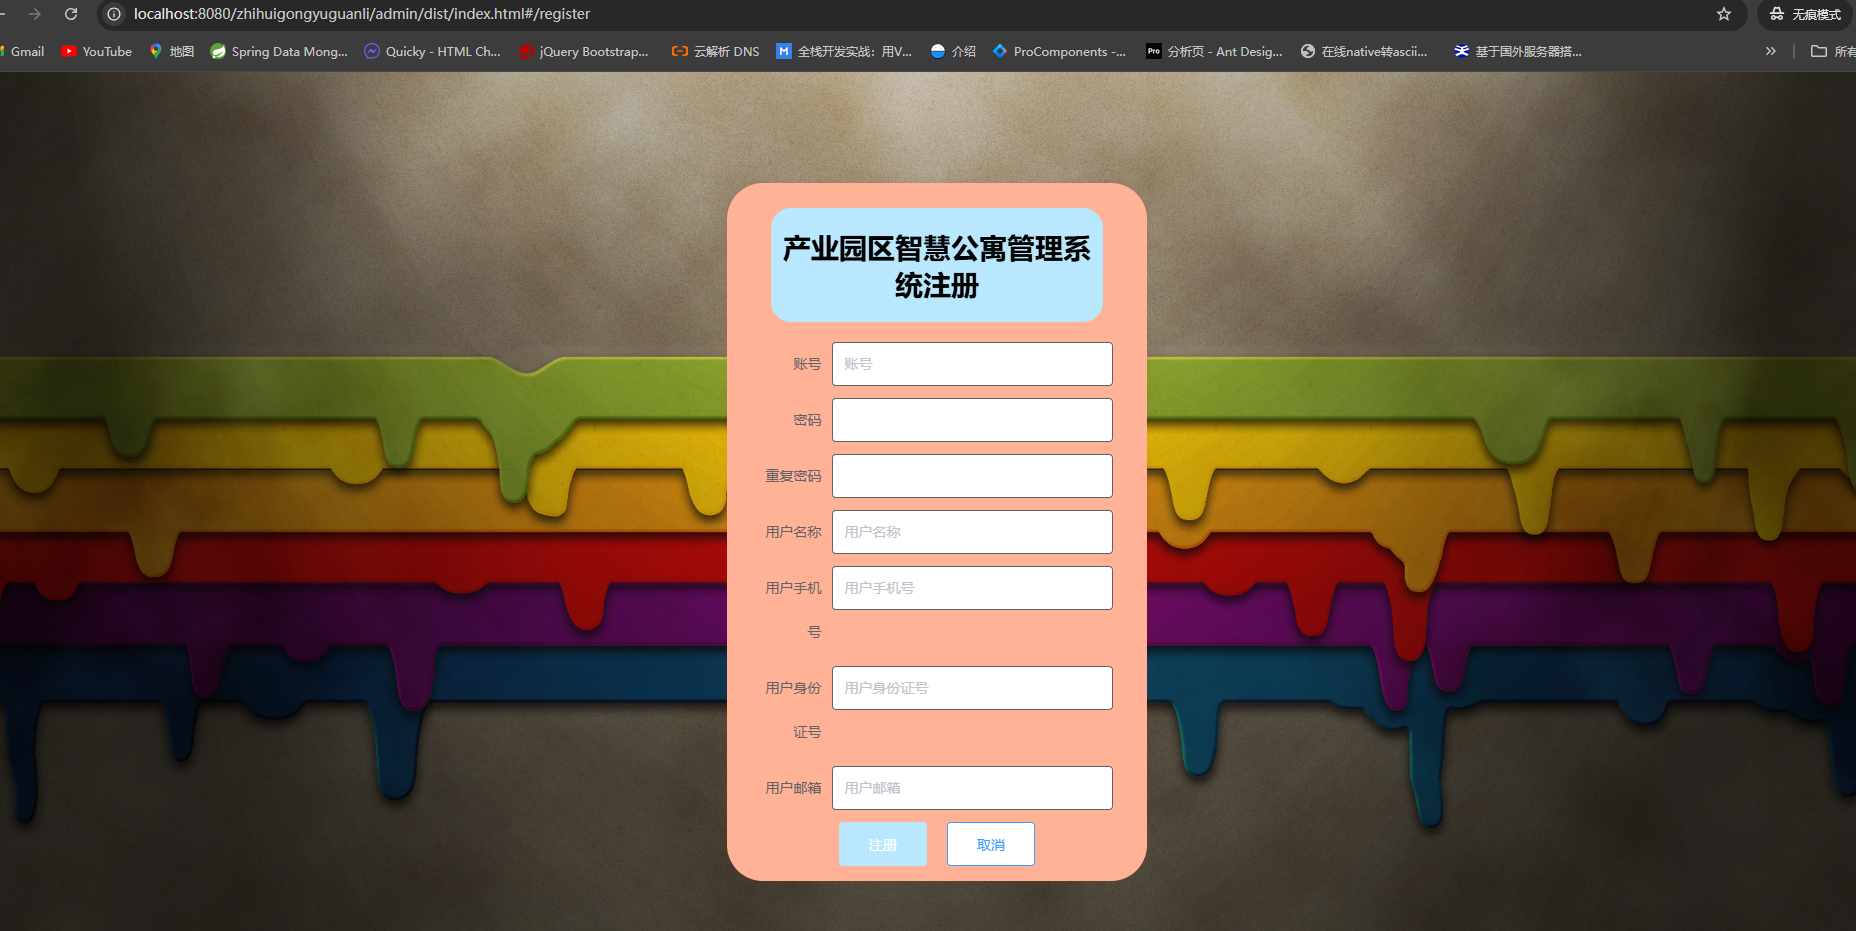 localhost:8080/zhihuigongyuguanli/admin/dist/index.html#/register
无痕模式
Gmail
YouTube
地图
Spring Data Mong...
Quicky - HTML Ch...
jQuery Bootstrap...
云解析 DNS
全栈开发实战：用V...
介绍
ProComponents -...
Pro
分析页 - Ant Desig...
在线native转ascii...
基于国外服务器搭...
所有
产业园区智慧公寓管理系
统注册
账号
账号
密码
重复密码
用户名称
用户名称
用户手机
号
用户手机号
用户身份
证号
用户身份证号
用户邮箱
用户邮箱
注册
取消